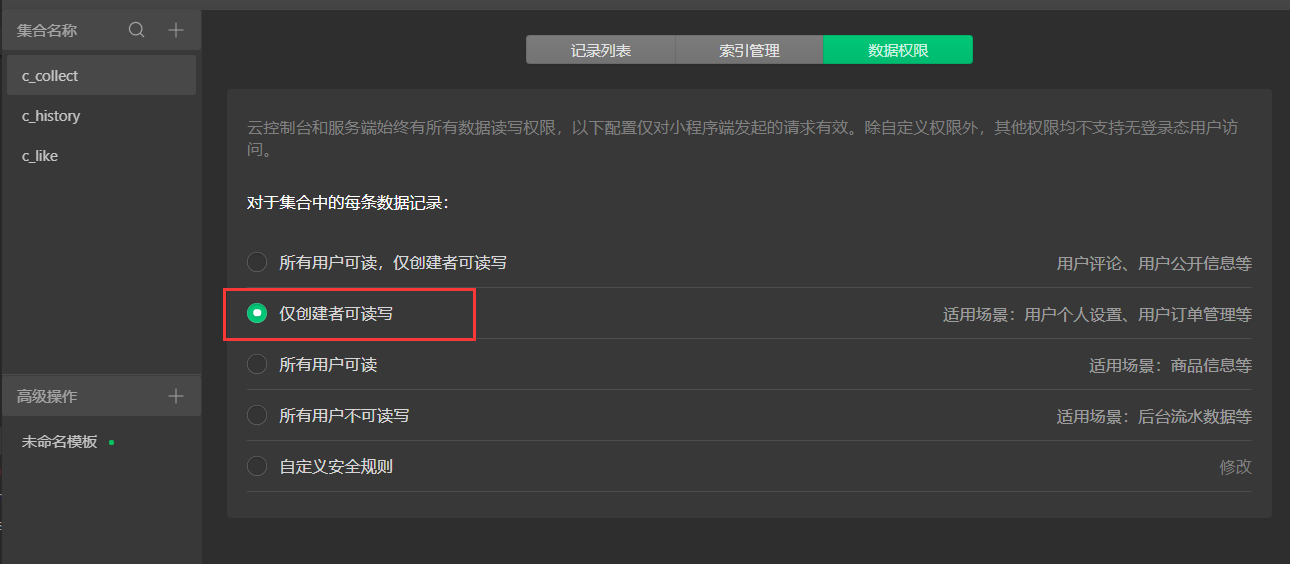 集合名称
c_collect
c_history
c_like
高级操作
未命名模板
记录列表
索引管理
数据权限
云控制台和服务端始终有所有数据读写权限，以下配置仅对小程序端发起的请求有效。除自定义权限外，其他权限均不支持无登录态用户访
问。
对于集合中的每条数据记录：
所有用户可读，仅创建者可读写
用户评论、用户公开信息等
仅创建者可读写
适用场景：用户个人设置、用户订单管理等
所有用户可读
适用场景：商品信息等
所有用户不可读写
适用场景：后台流水数据等
自定义安全规则
修改